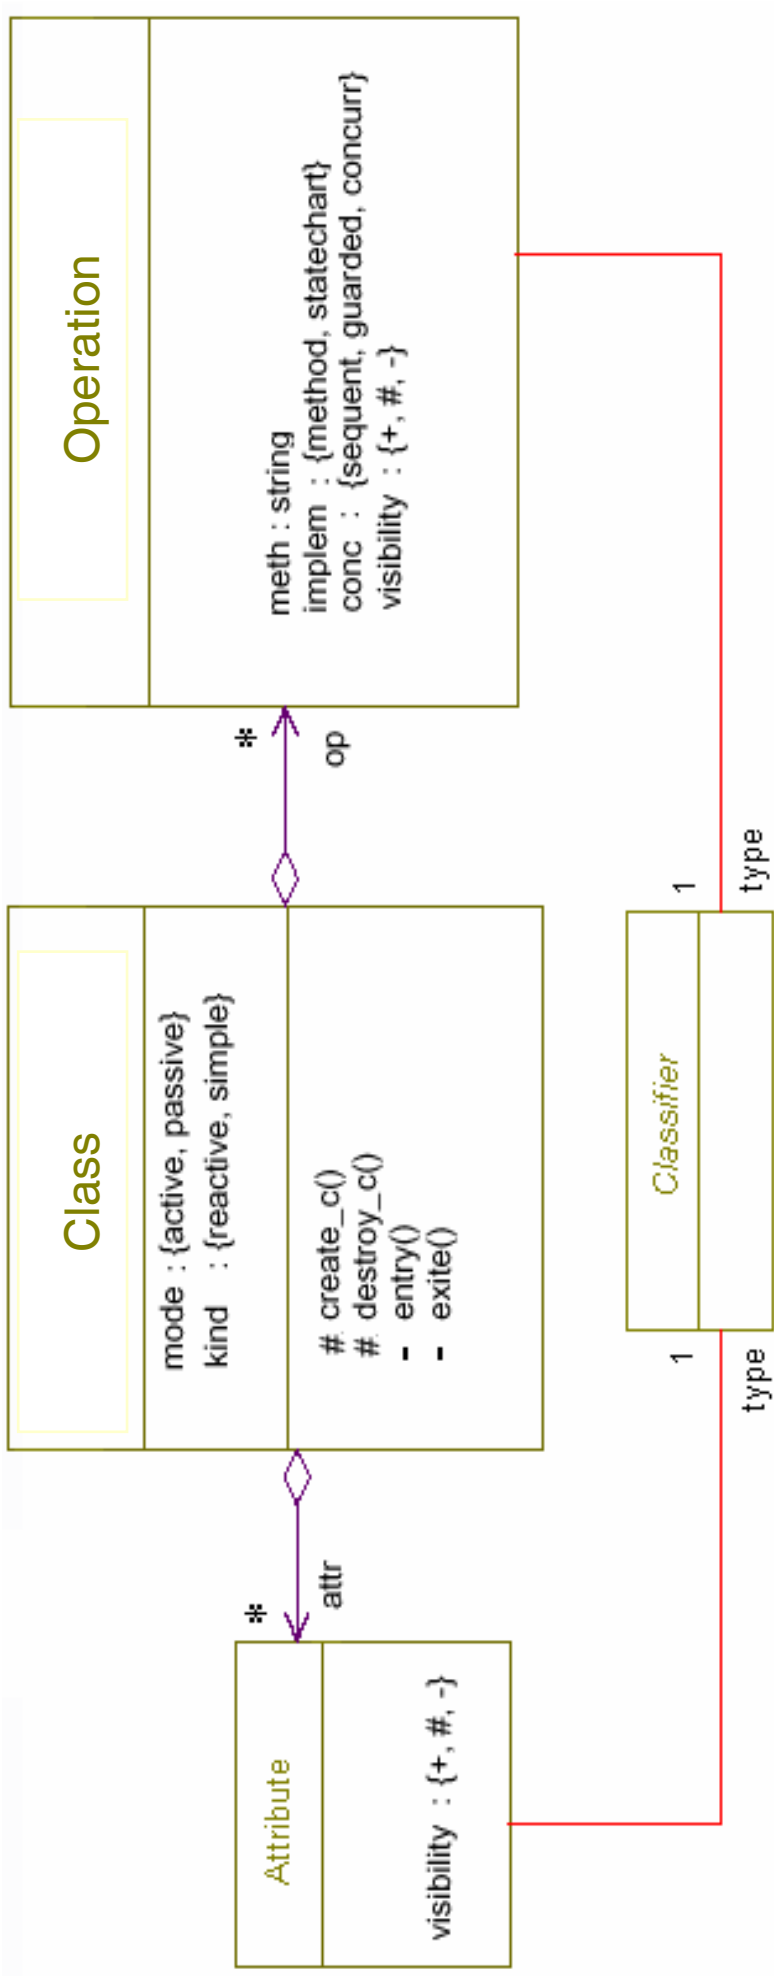 Attribute
visibility : {+, #, -}
*
attr
Class
mode : {active, passive}
kind : {reactive, simple}
# create_c()
# destroy_c()
- entry()
- exite()
*
op
Operation
meth : string
implem : {method, statechart}
conc : {sequent, guarded, concurr}
visibility : {+, #, -}
1
type
Classifier
1
type